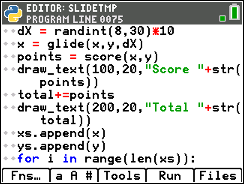 EDITOR: SLIDETMP
PROGRAM LINE 0075
dX = randint(8,30)*10
x = glide(x,y,dX)
points = score(x,y)
draw_text(100,20,"Score "+str(
points))
total+=points
draw_text(200,20,"Total "+str(
total))
xs.append(x)
ys.append(y)
for i in range(len(xs)):
Fns… a A # Tools Run Files